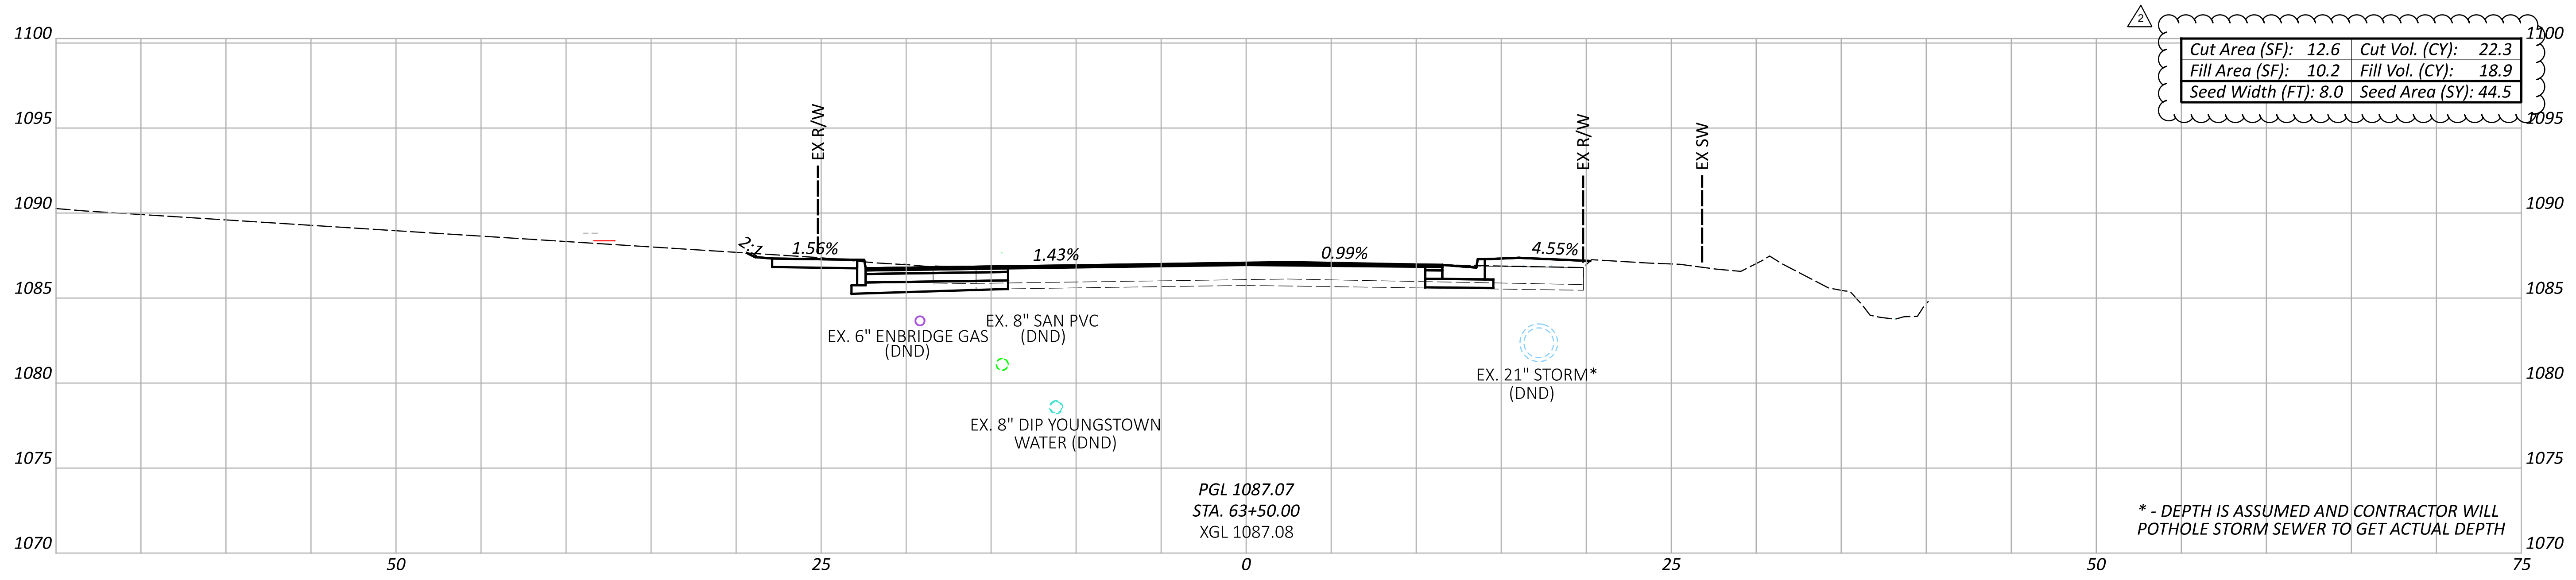 2
1100
1100
Cut Area (SF): 12.6 Cut Vol. (CY): 22.3
Fill Area (SF): 10.2 Fill Vol. (CY): 18.9
Seed Width (FT): 8.0 Seed Area (SY): 44.5
1095
1095
EX R/W
EX R/W
EX SW
1090
1090
2:1
1.56%
1.43%
0.99%
4.55%
1085
1085
EX. 6" ENBRIDGE GAS
(DND)
EX. 8" SAN PVC
(DND)
1080
1080
EX. 21" STORM*
(DND)
EX. 8" DIP YOUNGSTOWN
WATER (DND)
1075
1075
PGL 1087.07
STA. 63+50.00
XGL 1087.08
* - DEPTH IS ASSUMED AND CONTRACTOR WILL
POTHOLE STORM SEWER TO GET ACTUAL DEPTH
1070
1070
50 25 0 25 50 75